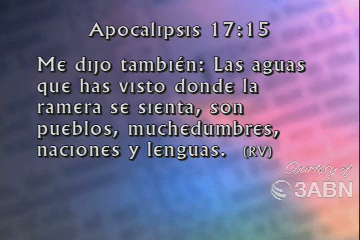 Apocalipsis 17:15
Me dijo también: Las aguas
que has visto donde la
ramera se sienta, son
pueblos, muchedumbres,
naciones y lenguas. (RV)
Courtesy of
3ABN